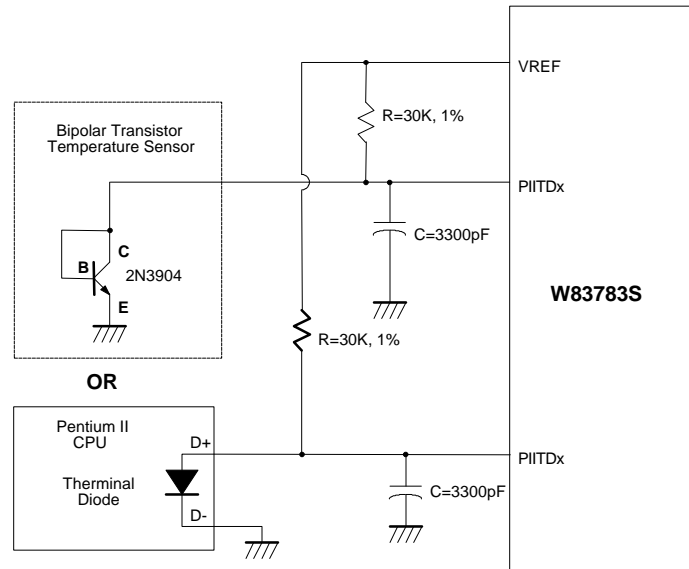 VREF
R=30K, 1%
Bipolar Transistor
Temperature Sensor
PIITDx
C=3300pF
C
B
2N3904
E
W83783S
R=30K, 1%
OR
Pentium II
CPU
D+
PIITDx
Therminal
Diode
C=3300pF
D-